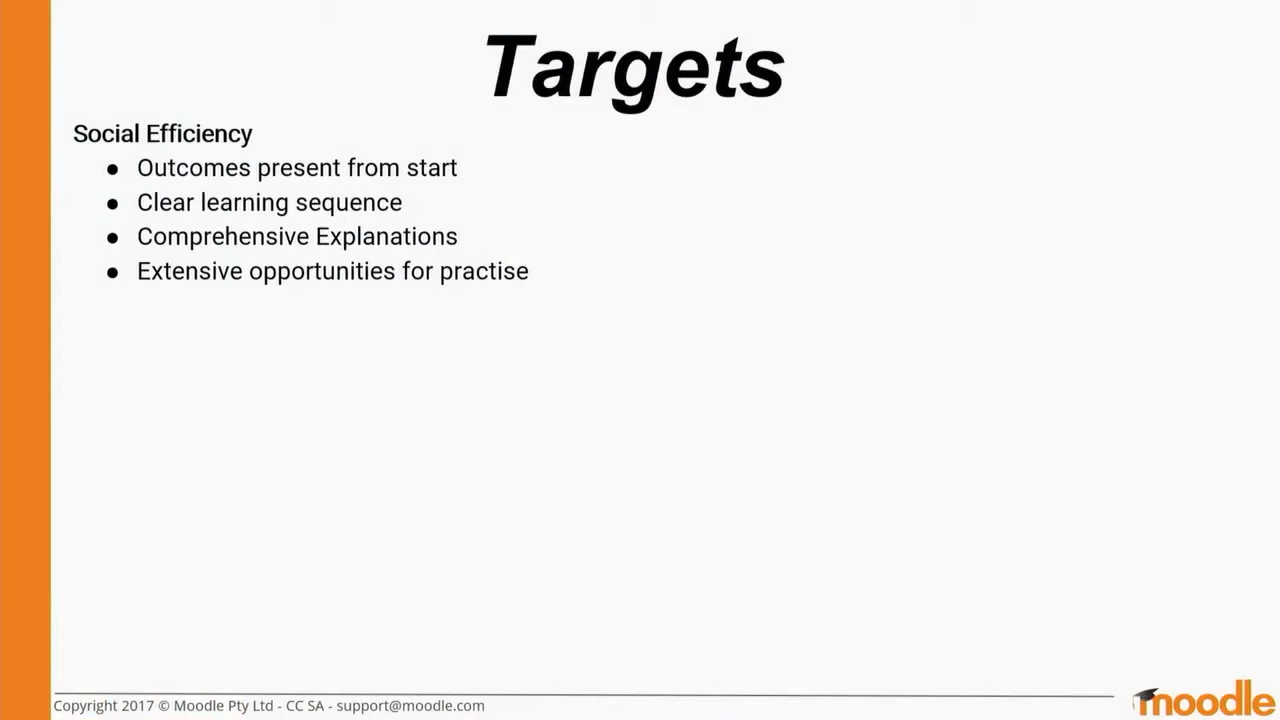 Targets
Social Efficiency
● Outcomes present from start
● Clear learning sequence
● Comprehensive Explanations
● Extensive opportunities for practise
Copyright 2017 © Moodle Pty Ltd - CC SA - support@moodle.com
moodle